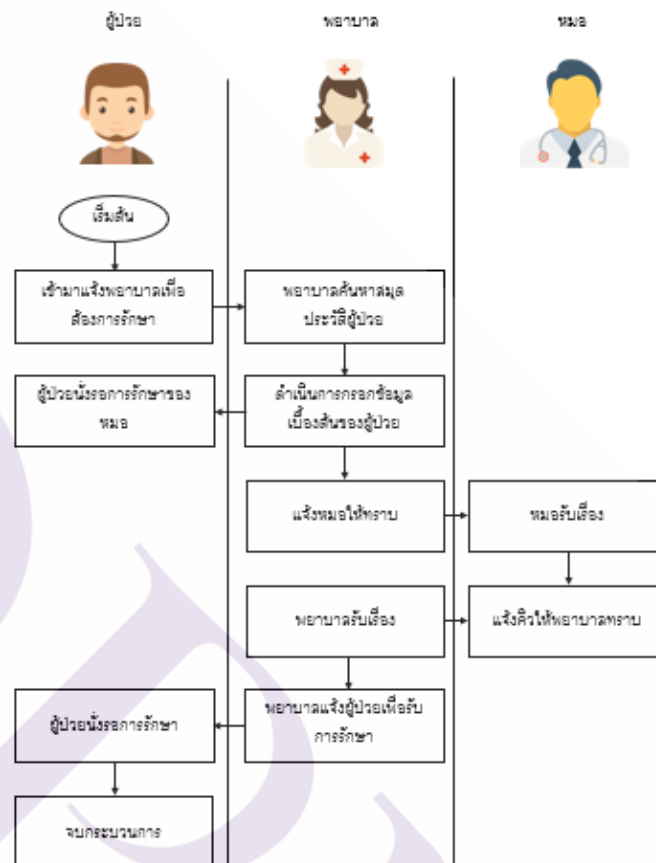 ผู้ป่วย
พยาบาล
หมอ
เริ่มต้น
เข้ามาแจ้งพยาบาลเพื่อ
ต้องการรักษา
พยาบาลค้นหาสมุด
ประวัติผู้ป่วย
ผู้ป่วยนั่งรอการรักษาของ
หมอ
ดำเนินการกรอกข้อมูล
เบื้องต้นของผู้ป่วย
แจ้งหมอให้ทราบ
หมอรับเรื่อง
พยาบาลรับเรื่อง
แจ้งคิวให้พยาบาลทราบ
ผู้ป่วยนั่งรอการรักษา
พยาบาลแจ้งผู้ป่วยเพื่อรับ
การรักษา
จบกระบวนการ